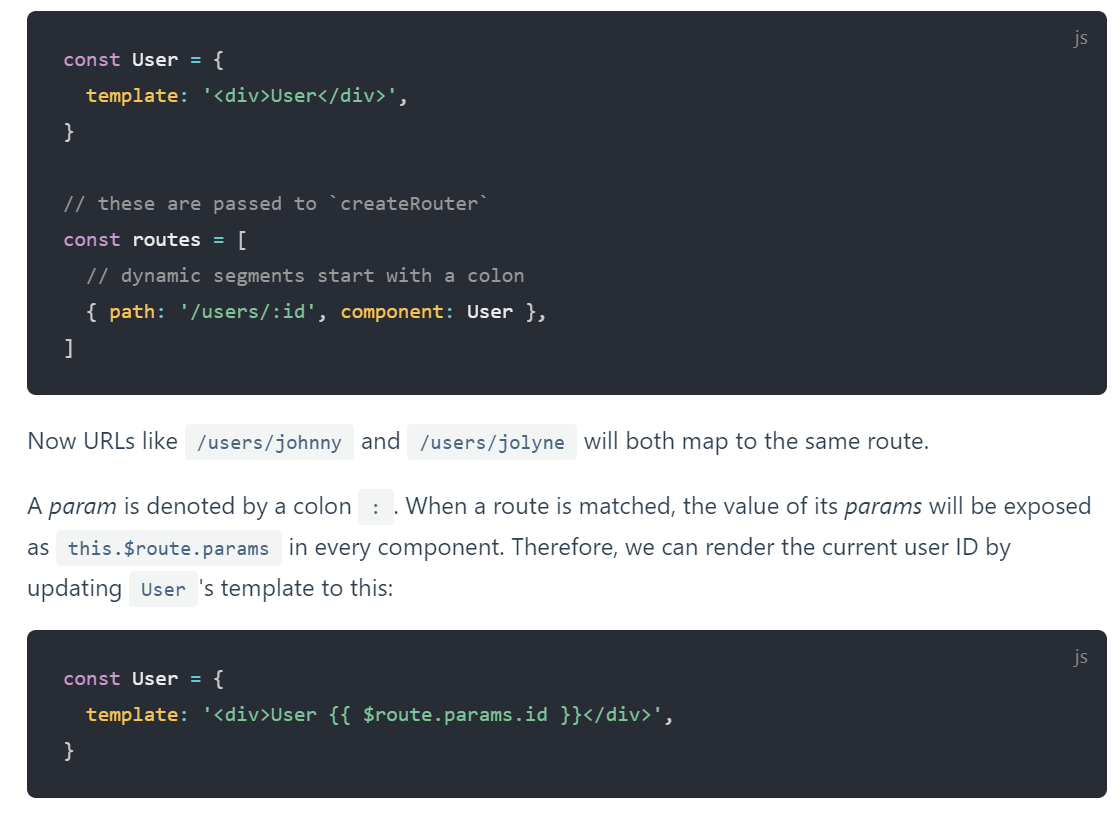 js
const User = {
  template: '<div>User</div>',
}

// these are passed to `createRouter`
const routes = [
  // dynamic segments start with a colon
  { path: '/users/:id', component: User },
]
Now URLs like /users/johnny and /users/jolyne will both map to the same route.
A param is denoted by a colon : . When a route is matched, the value of its params will be exposed
as this.$route.params in every component. Therefore, we can render the current user ID by
updating User 's template to this:
js
const User = {
  template: '<div>User {{ $route.params.id }}</div>',
}